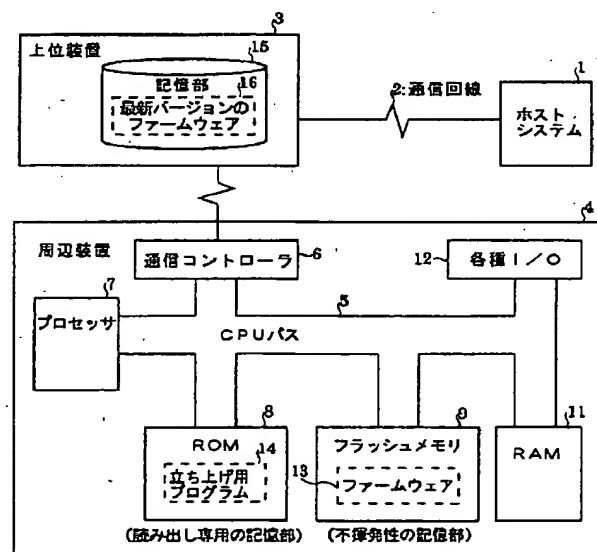 3
上位装置
15
記憶部
16
最新バージョンの
ファームウェア
2:通信回線
1
ホスト
システム
4
周辺装置
通信コントローラ
6
12
各種I/O
7
プロセッサ
5
CPUバス
8
ROM
14
立ち上げ用
プログラム
(読み出し専用の記憶部)
9
フラッシュメモリ
13
ファームウェア
(不揮発性の記憶部)
11
RAM